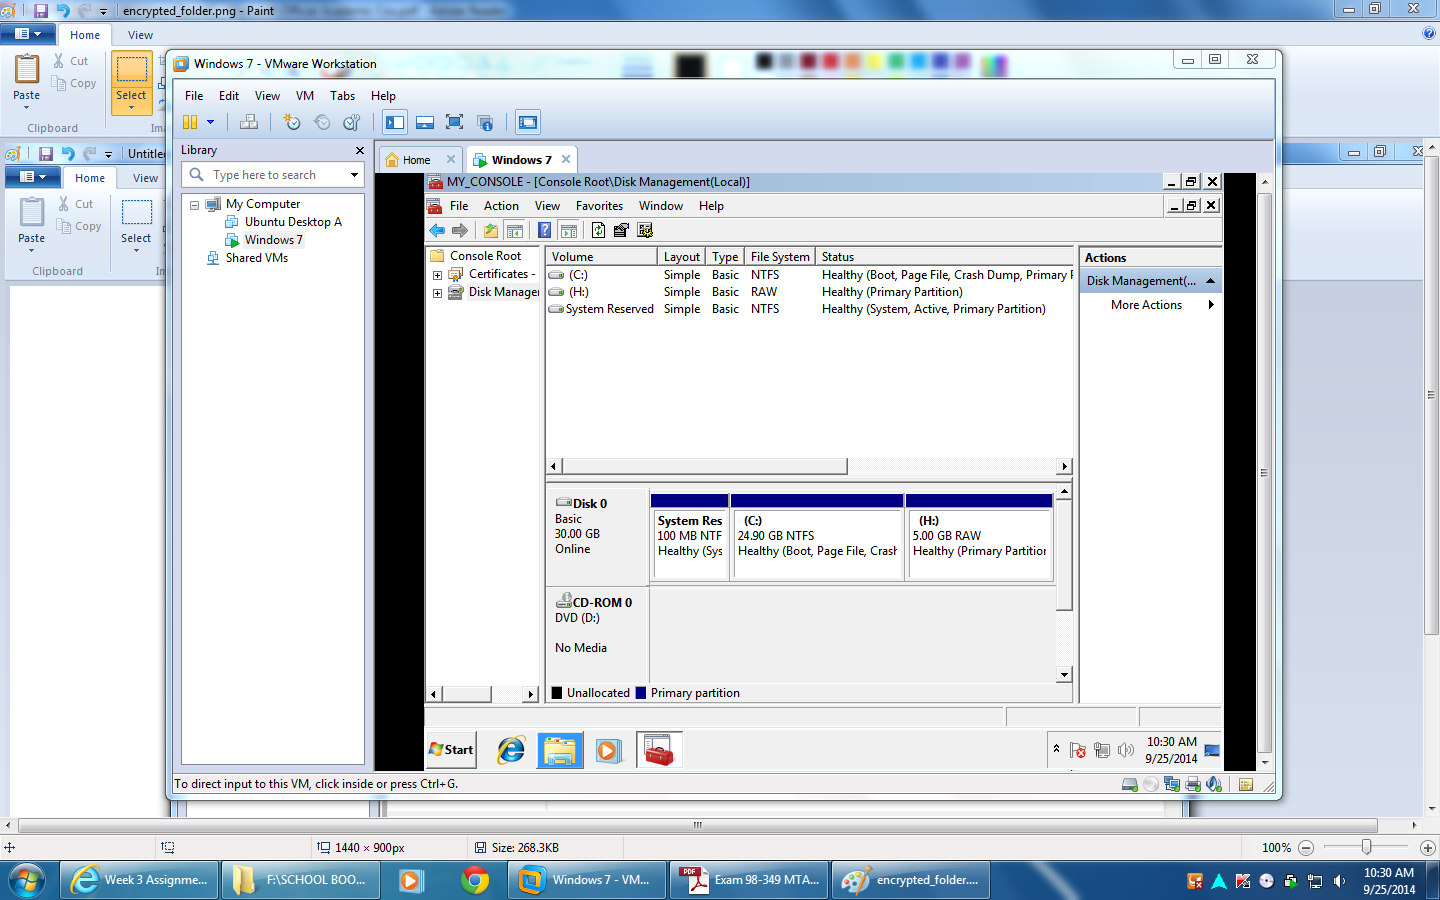 encrypted_folder.png - Paint
Home
View
Paste
Cut
Copy
Select
Clipboard
Untitle
Home
View
Paste
Cut
Copy
Select
Clipboard
Windows 7 - VMware Workstation
File Edit View VM Tabs Help
Library
Type here to search
My Computer
Ubuntu Desktop A
Windows 7
Shared VMs
Home
Windows 7
MY_CONSOLE - [Console Root\Disk Management(Local)]
File Action View Favorites Window Help
Console Root
Certificates -
Disk Manager
Volume Layout Type File System Status
(C:) Simple Basic NTFS Healthy (Boot, Page File, Crash Dump, Primary F
(H:) Simple Basic RAW Healthy (Primary Partition)
System Reserved Simple Basic NTFS Healthy (System, Active, Primary Partition)
Actions
Disk Management(...
More Actions
Disk 0
Basic
30.00 GB
Online
System Res
100 MB NTF
Healthy (Sys
(C:)
24.90 GB NTFS
Healthy (Boot, Page File, Crash
(H:)
5.00 GB RAW
Healthy (Primary Partition
CD-ROM 0
DVD (D:)
No Media
Unallocated Primary partition
Start
10:30 AM
9/25/2014
To direct input to this VM, click inside or press Ctrl+G.
1440 × 900px
Size: 268.3KB
100%
Week 3 Assignme...
F:\SCHOOL BOO...
Windows 7 - VM...
PDF
Exam 98-349 MTA...
encrypted_folder....
10:30 AM
9/25/2014